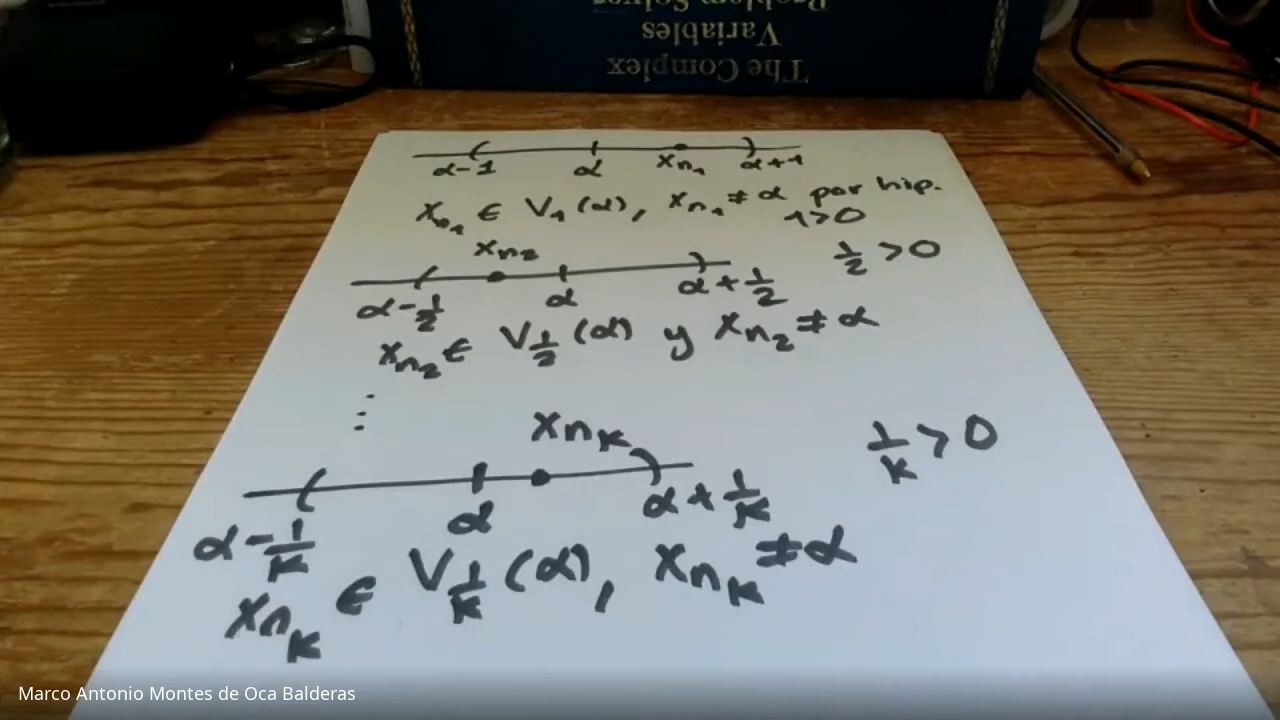 The Complex
Variables
Problem Solver
α-1 α xn₁ α+1
xn₁ ∈ V₁(α), xn₁ ≠ α por hip.
1>0
xn₂
1/2 > 0
α-1/2 α α+1/2
xn₂ ∈ V1/2(α) y xn₂ ≠ α
⋮
xnₖ
1/k > 0
α-1/k α α+1/k
xnₖ ∈ V1/k(α), xnₖ ≠ α
Marco Antonio Montes de Oca Balderas